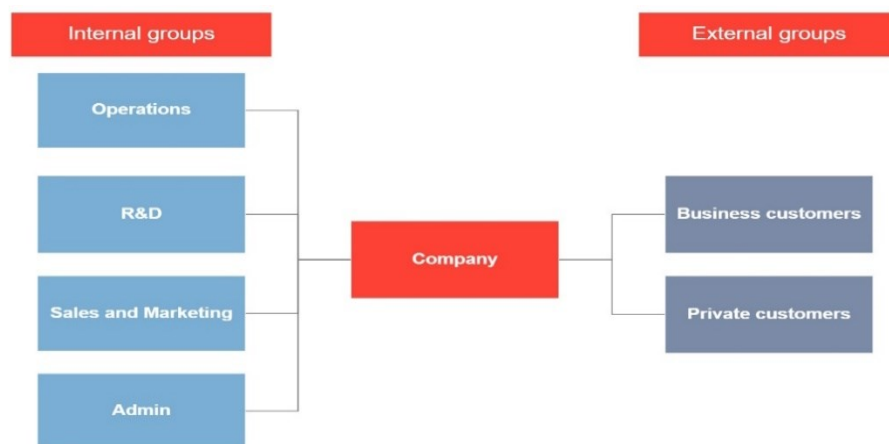 Internal groups
External groups
Operations
R&D
Business customers
Company
Sales and Marketing
Private customers
Admin